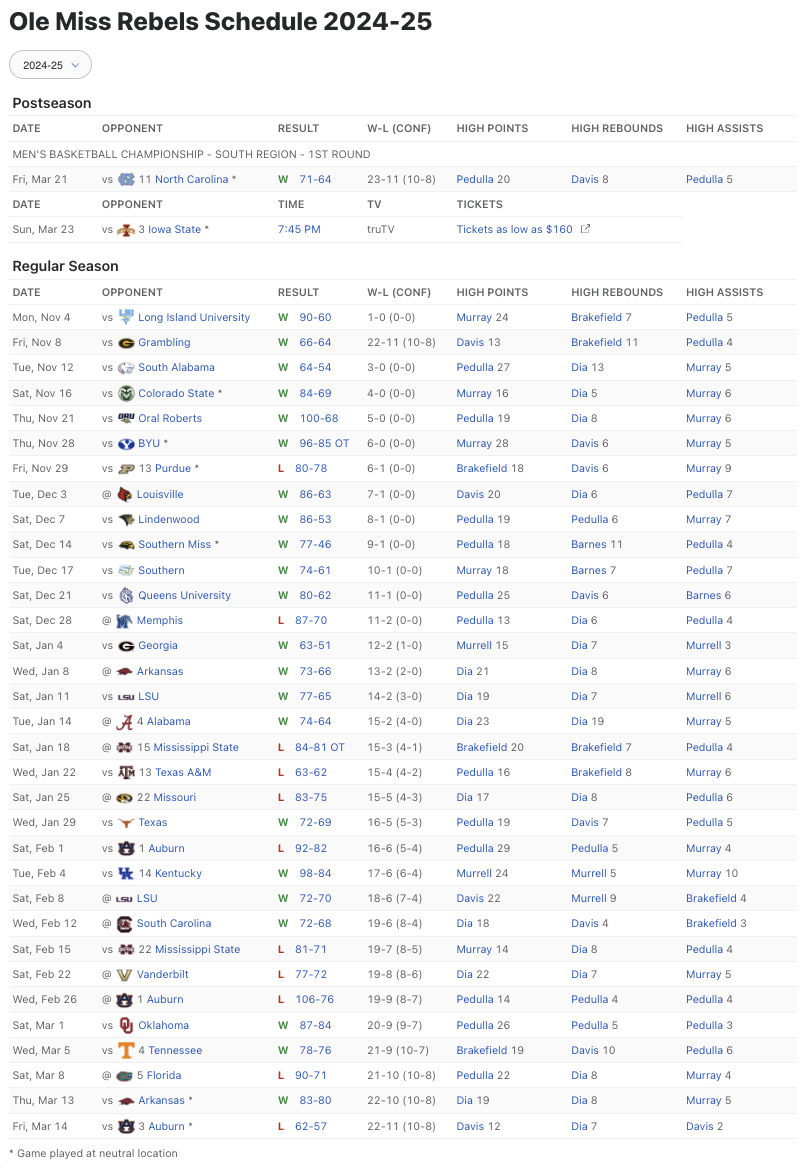 Ole Miss Rebels Schedule 2024-25
2024-25
Postseason
DATE OPPONENT RESULT W-L (CONF) HIGH POINTS HIGH REBOUNDS HIGH ASSISTS
MEN'S BASKETBALL CHAMPIONSHIP - SOUTH REGION - 1ST ROUND
Fri, Mar 21 vs 11 North Carolina * W 71-64 23-11 (10-8) Pedulla 20 Davis 8 Pedulla 5
DATE OPPONENT TIME TV TICKETS
Sun, Mar 23 vs 3 Iowa State * 7:45 PM truTV Tickets as low as $160
Regular Season
DATE OPPONENT RESULT W-L (CONF) HIGH POINTS HIGH REBOUNDS HIGH ASSISTS
Mon, Nov 4 vs Long Island University W 90-60 1-0 (0-0) Murray 24 Brakefield 7 Pedulla 5
Fri, Nov 8 vs Grambling W 66-64 22-11 (10-8) Davis 13 Brakefield 11 Pedulla 4
Tue, Nov 12 vs South Alabama W 64-54 3-0 (0-0) Pedulla 27 Dia 13 Murray 5
Sat, Nov 16 vs Colorado State * W 84-69 4-0 (0-0) Murray 16 Dia 5 Murray 6
Thu, Nov 21 vs ORU Oral Roberts W 100-68 5-0 (0-0) Pedulla 19 Dia 8 Murray 6
Thu, Nov 28 vs BYU * W 96-85 OT 6-0 (0-0) Murray 28 Davis 6 Murray 5
Fri, Nov 29 vs 13 Purdue * L 80-78 6-1 (0-0) Brakefield 18 Davis 6 Murray 9
Tue, Dec 3 @ Louisville W 86-63 7-1 (0-0) Davis 20 Dia 6 Pedulla 7
Sat, Dec 7 vs Lindenwood W 86-53 8-1 (0-0) Pedulla 19 Pedulla 6 Murray 7
Sat, Dec 14 vs Southern Miss * W 77-46 9-1 (0-0) Pedulla 18 Barnes 11 Pedulla 4
Tue, Dec 17 vs Southern W 74-61 10-1 (0-0) Murray 18 Barnes 7 Pedulla 7
Sat, Dec 21 vs Queens University W 80-62 11-1 (0-0) Pedulla 25 Davis 6 Barnes 6
Sat, Dec 28 @ Memphis L 87-70 11-2 (0-0) Pedulla 13 Dia 6 Pedulla 4
Sat, Jan 4 vs Georgia W 63-51 12-2 (1-0) Murrell 15 Dia 7 Murrell 3
Wed, Jan 8 @ Arkansas W 73-66 13-2 (2-0) Dia 21 Dia 8 Murray 6
Sat, Jan 11 vs LSU LSU W 77-65 14-2 (3-0) Dia 19 Dia 7 Murrell 6
Tue, Jan 14 @ 4 Alabama W 74-64 15-2 (4-0) Dia 23 Dia 19 Murray 5
Sat, Jan 18 @ 15 Mississippi State L 84-81 OT 15-3 (4-1) Brakefield 20 Brakefield 7 Pedulla 4
Wed, Jan 22 vs 13 Texas A&M L 63-62 15-4 (4-2) Pedulla 16 Brakefield 8 Murray 6
Sat, Jan 25 @ 22 Missouri L 83-75 15-5 (4-3) Dia 17 Dia 8 Pedulla 6
Wed, Jan 29 vs Texas W 72-69 16-5 (5-3) Pedulla 19 Davis 7 Pedulla 5
Sat, Feb 1 vs 1 Auburn L 92-82 16-6 (5-4) Pedulla 29 Pedulla 5 Murray 4
Tue, Feb 4 vs 14 Kentucky W 98-84 17-6 (6-4) Murrell 24 Murrell 5 Murray 10
Sat, Feb 8 @ LSU LSU W 72-70 18-6 (7-4) Davis 22 Murrell 9 Brakefield 4
Wed, Feb 12 @ South Carolina W 72-68 19-6 (8-4) Dia 18 Davis 4 Brakefield 3
Sat, Feb 15 vs 22 Mississippi State L 81-71 19-7 (8-5) Murray 14 Dia 8 Pedulla 4
Sat, Feb 22 @ Vanderbilt L 77-72 19-8 (8-6) Dia 22 Dia 7 Murray 5
Wed, Feb 26 @ 1 Auburn L 106-76 19-9 (8-7) Pedulla 14 Pedulla 4 Pedulla 4
Sat, Mar 1 vs Oklahoma W 87-84 20-9 (9-7) Pedulla 26 Pedulla 5 Pedulla 3
Wed, Mar 5 vs 4 Tennessee W 78-76 21-9 (10-7) Brakefield 19 Davis 10 Pedulla 6
Sat, Mar 8 @ 5 Florida L 90-71 21-10 (10-8) Pedulla 22 Dia 8 Murray 4
Thu, Mar 13 vs Arkansas * W 83-80 22-10 (10-8) Dia 19 Dia 8 Murray 5
Fri, Mar 14 vs 3 Auburn * L 62-57 22-11 (10-8) Davis 12 Dia 7 Davis 2
* Game played at neutral location